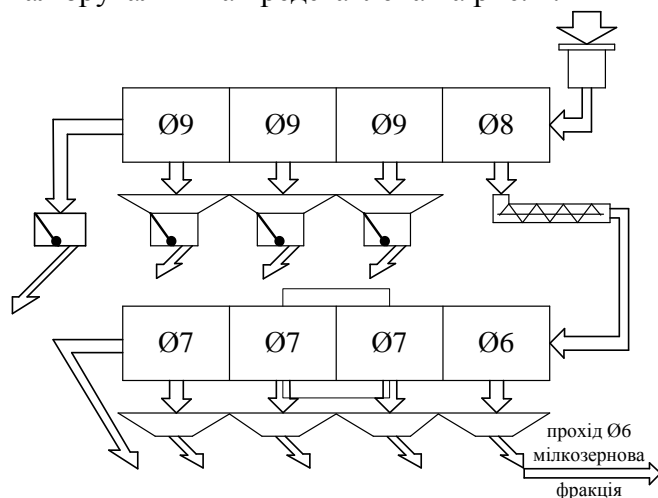 Ø9 Ø9 Ø9 Ø8
Ø7 Ø7 Ø7 Ø6
прохід Ø6
мілкозернова
фракція